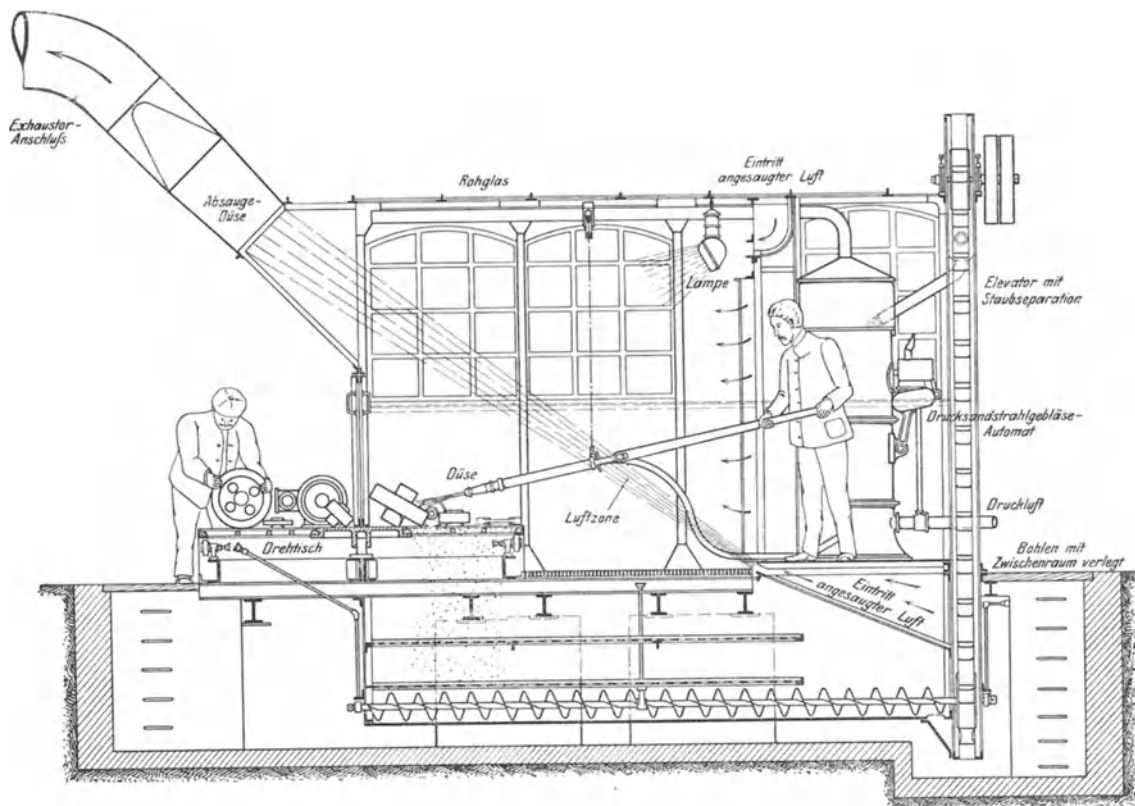 Exhaustor-
Anschluß
Absauge-
Düse
Rohglas
Eintritt
angesaugter Luft
Lampe
Elevator mit
Staubseparation
Drucksandstrahlgebläse-
Automat
Düse
Luftzone
Druckluft
Drehtisch
Bohlen mit
Zwischenraum verlegt
Eintritt
angesaugter Luft